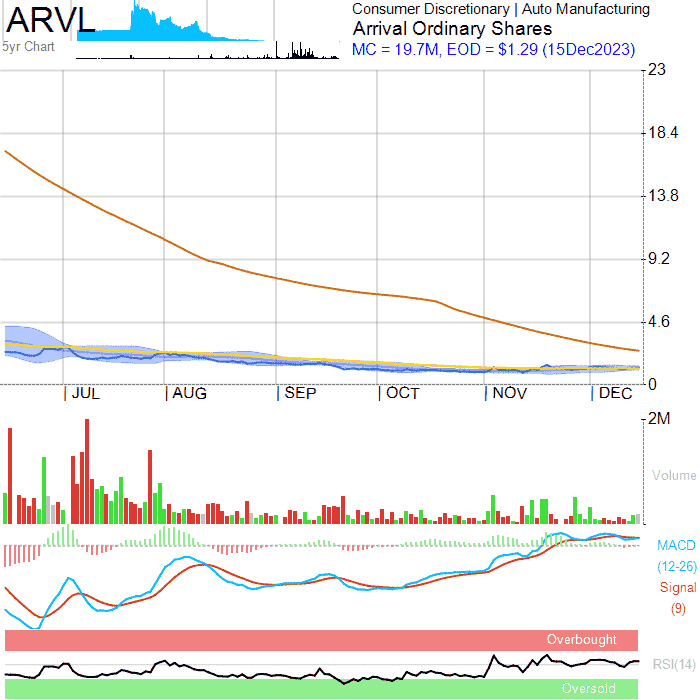 ARVL
5yr Chart
Consumer Discretionary | Auto Manufacturing
Arrival Ordinary Shares
MC = 19.7M, EOD = $1.29 (15Dec2023)
23
18.4
13.8
9.2
4.6
0
JUL AUG SEP OCT NOV DEC
2M
Volume
MACD
(12-26)
Signal
(9)
Overbought
RSI(14)
Oversold